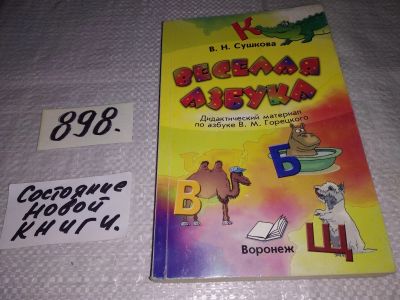 К
В. Н. Сушкова
ВЕСЕЛАЯ
АЗБУКА
Дидактический материал
по азбуке В. М. Горецкого
Б
В
Щ
Воронеж
898.
Состояние
новой
книги.